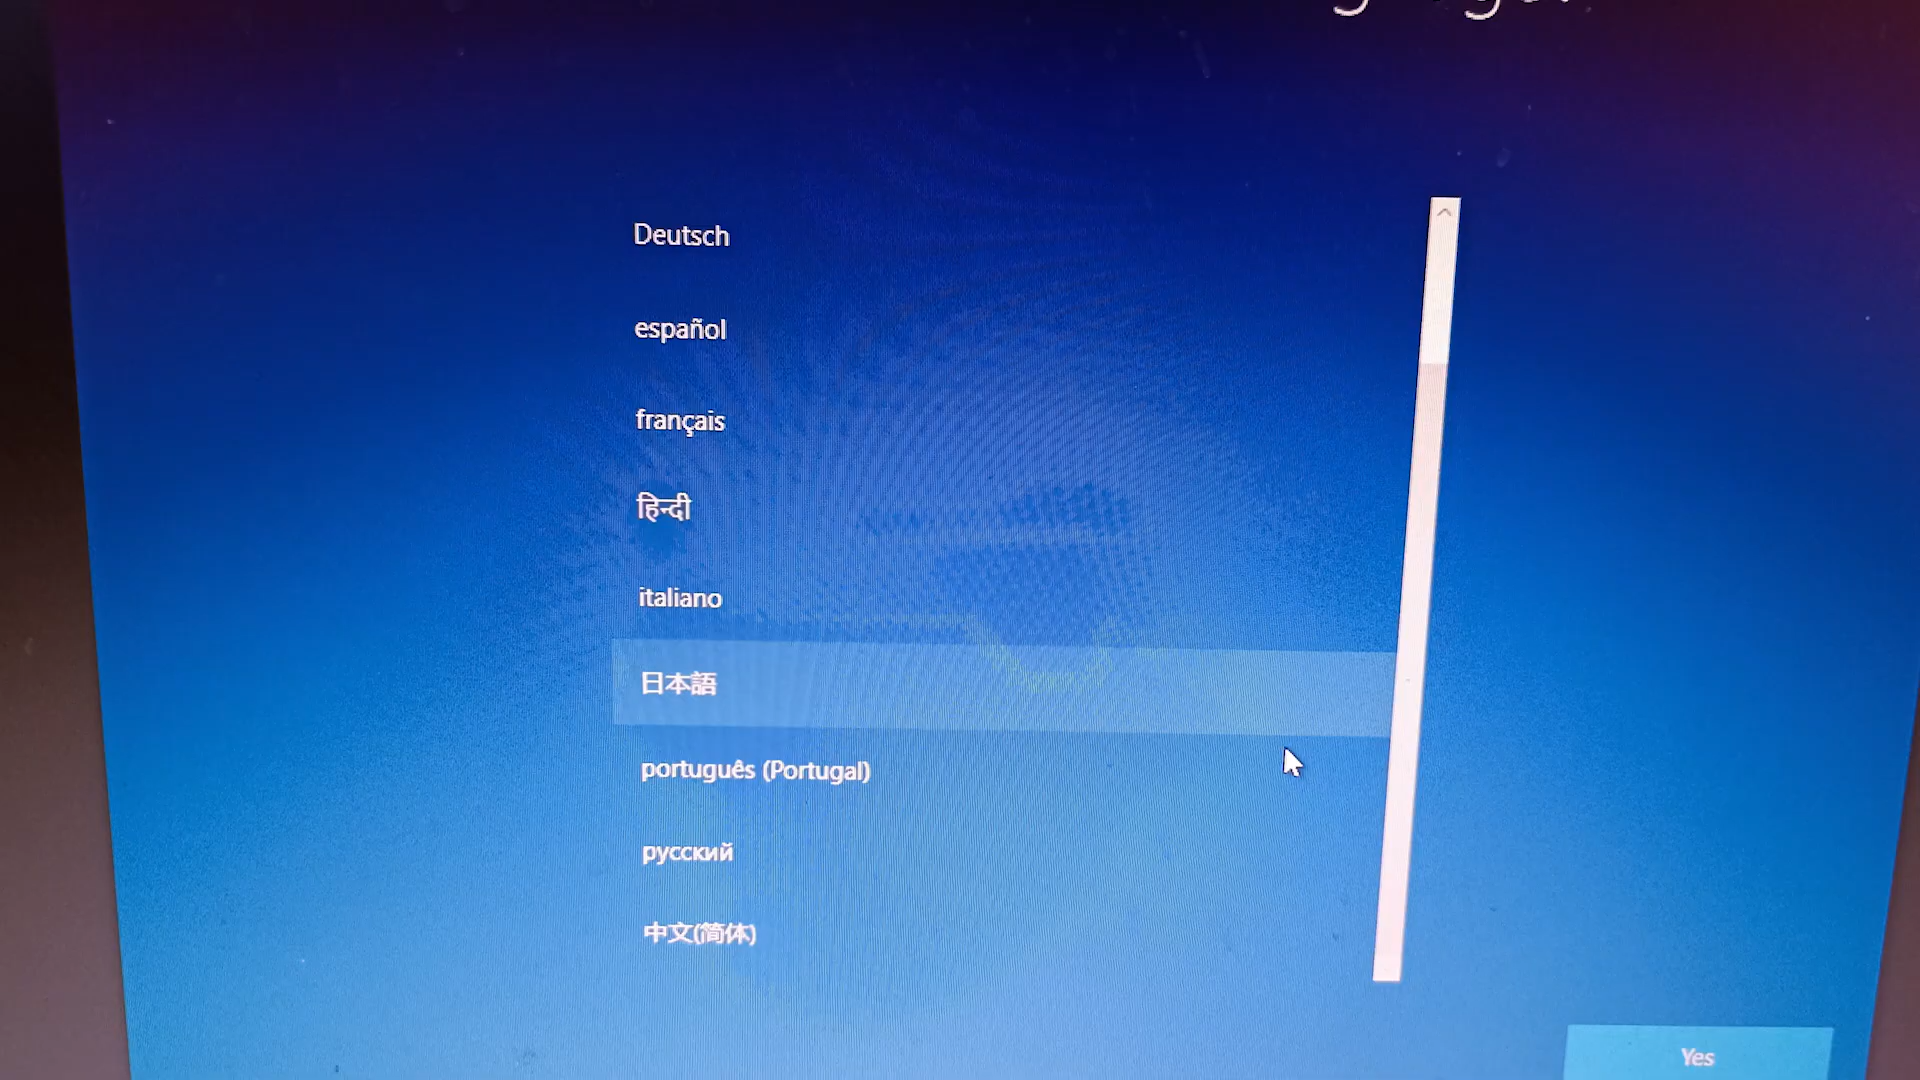 Deutsch
español
français
हिन्दी
italiano
日本語
português (Portugal)
русский
中文(简体)
Yes